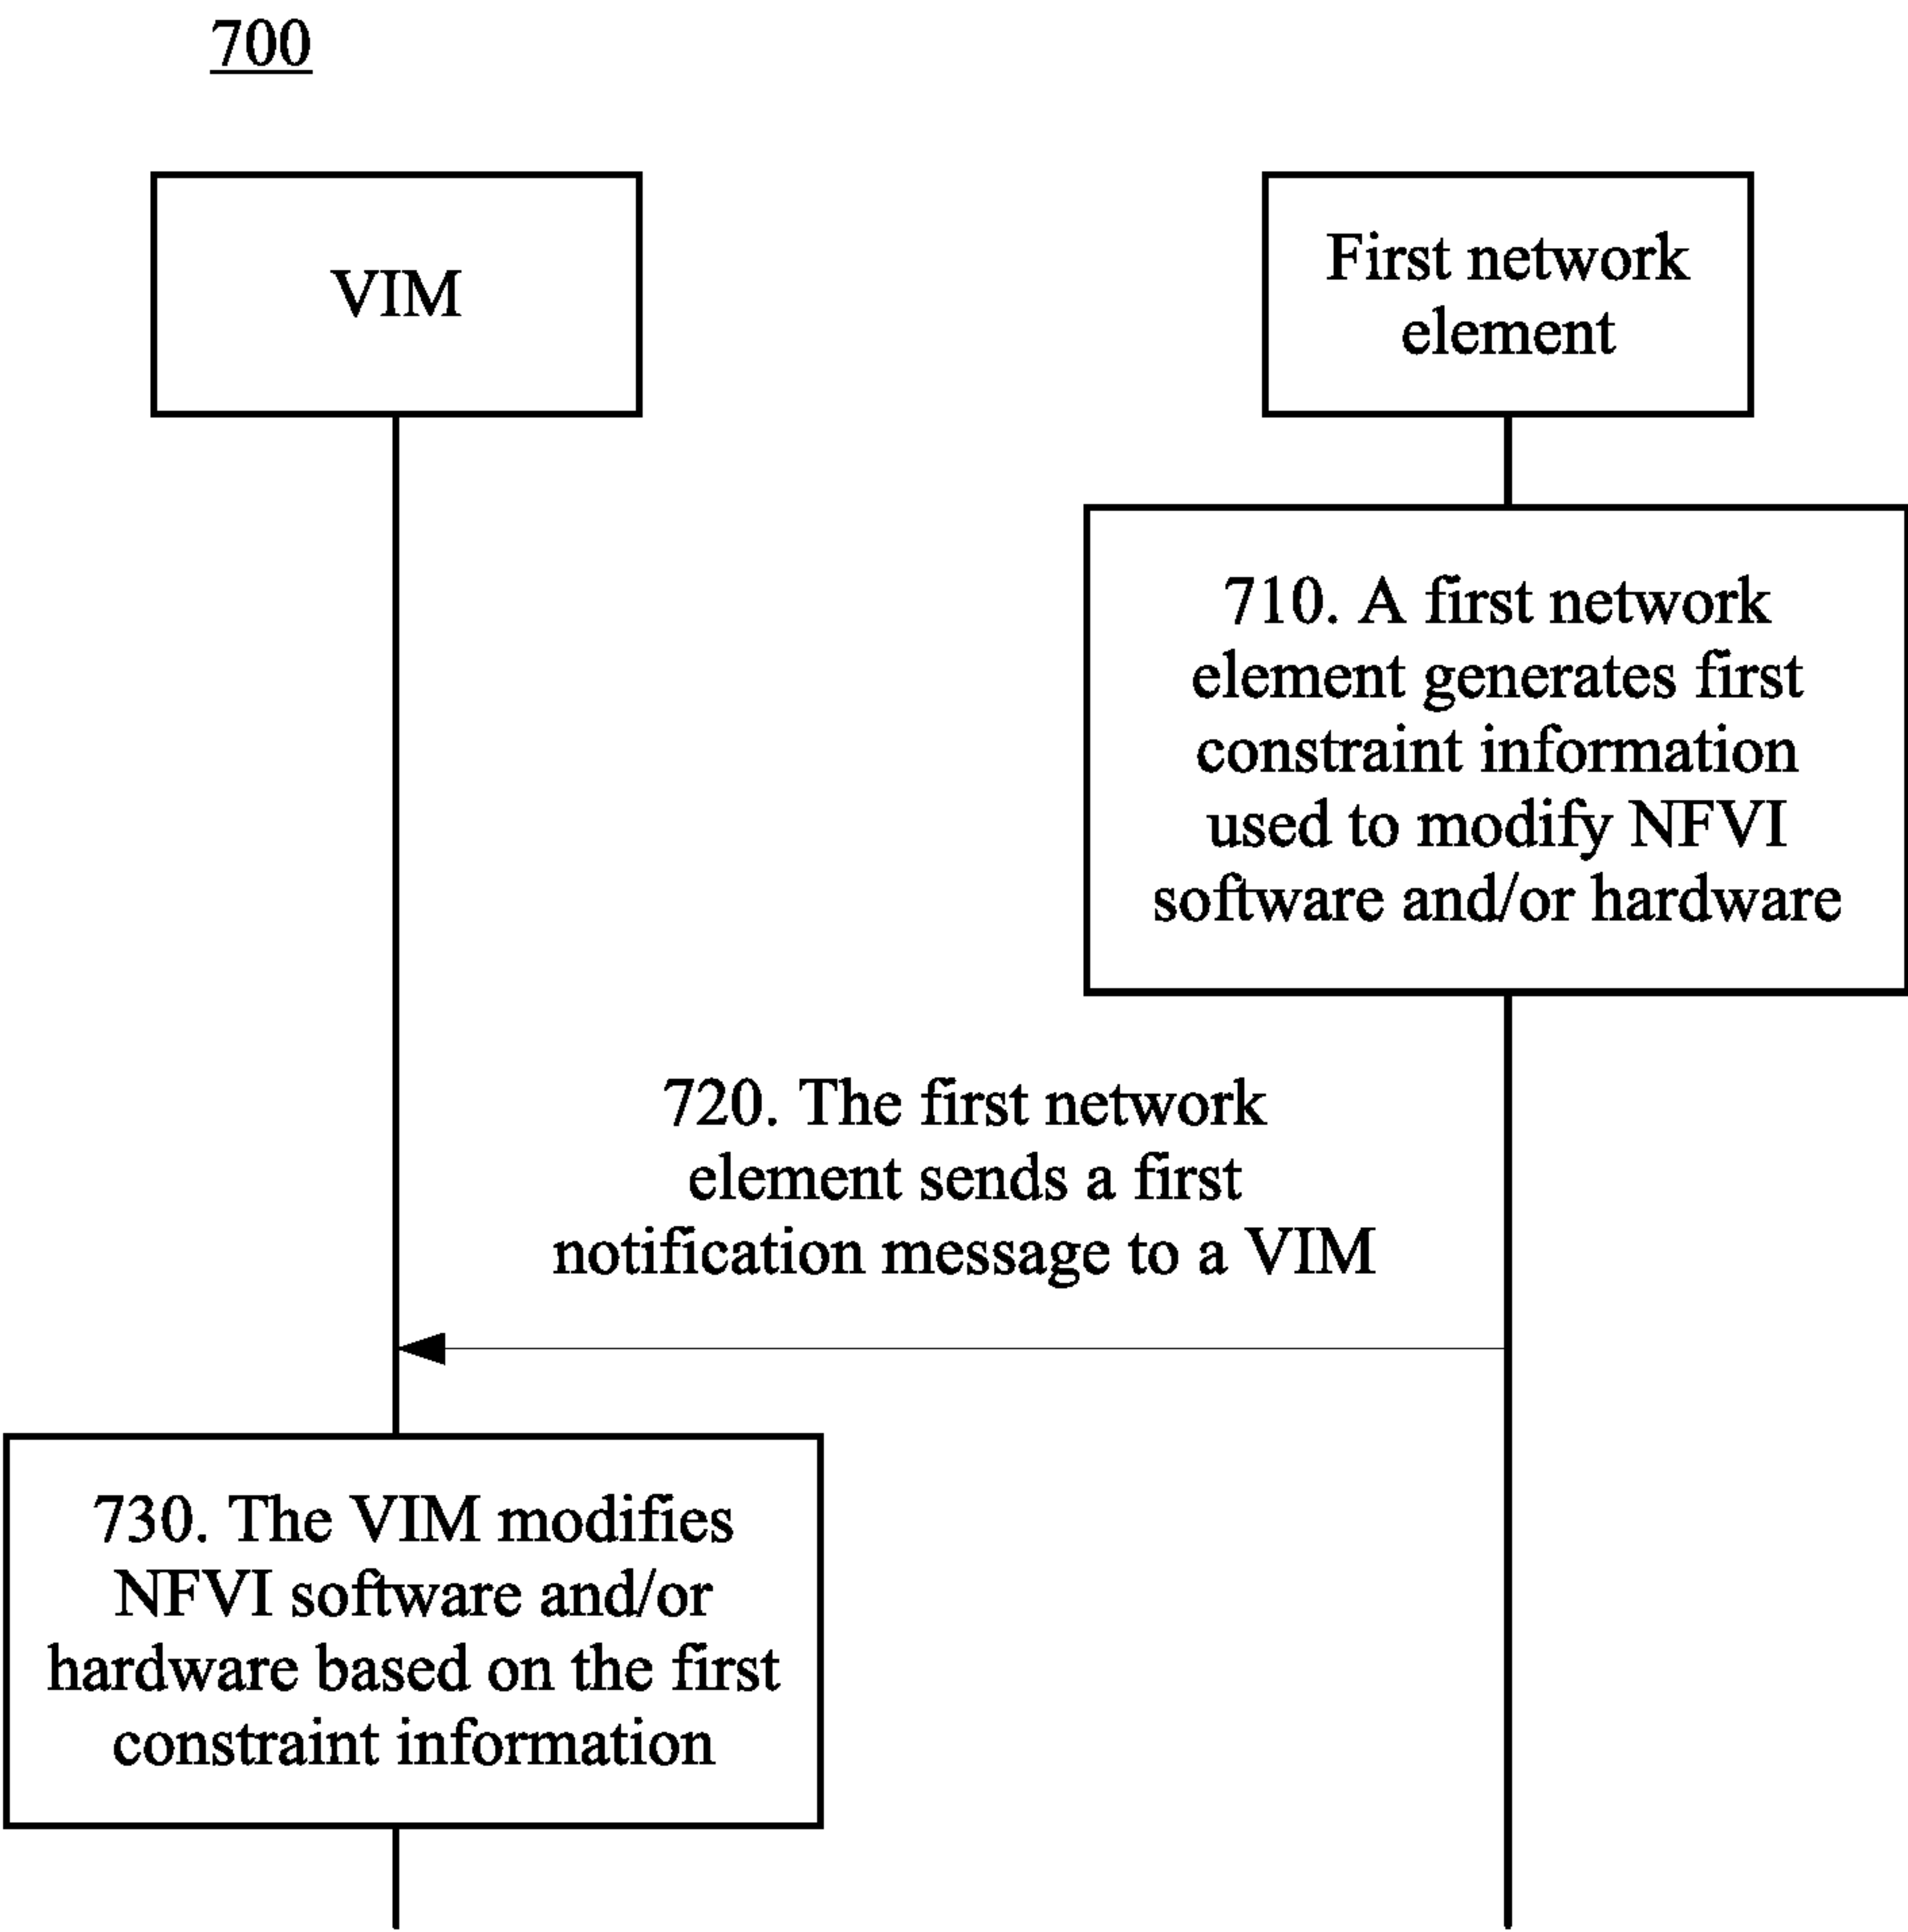 700
VIM
First network
element
710. A first network
element generates first
constraint information
used to modify NFVI
software and/or hardware
720. The first network
element sends a first
notification message to a VIM
730. The VIM modifies
NFVI software and/or
hardware based on the first
constraint information